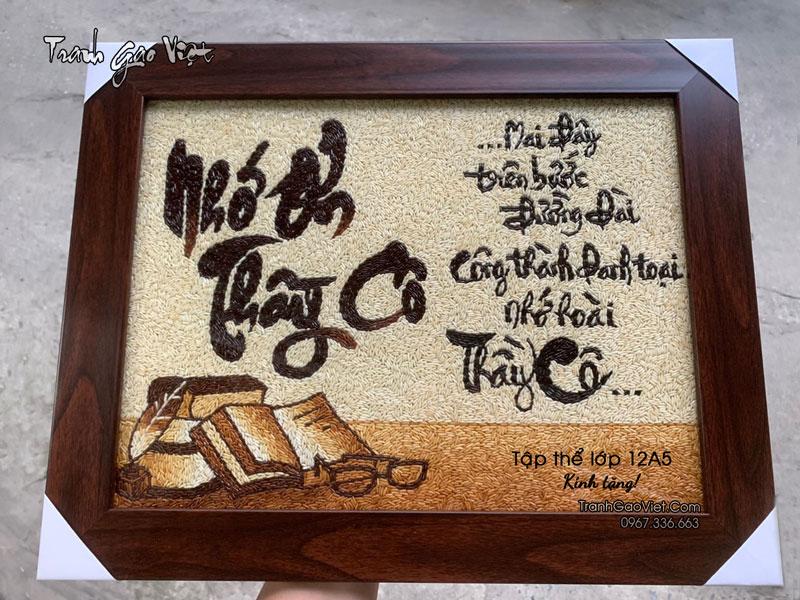 Tranh Gạo Việt
Nhớ Ơn
Thầy Cô
...Mai Đây
trên bước
Đường Đài
Công thành Danh toại
nhớ hoài
Thầy Cô...
Tập thể lớp 12A5
Kính tặng!
TranhGaoViet.Com
0967.336.663